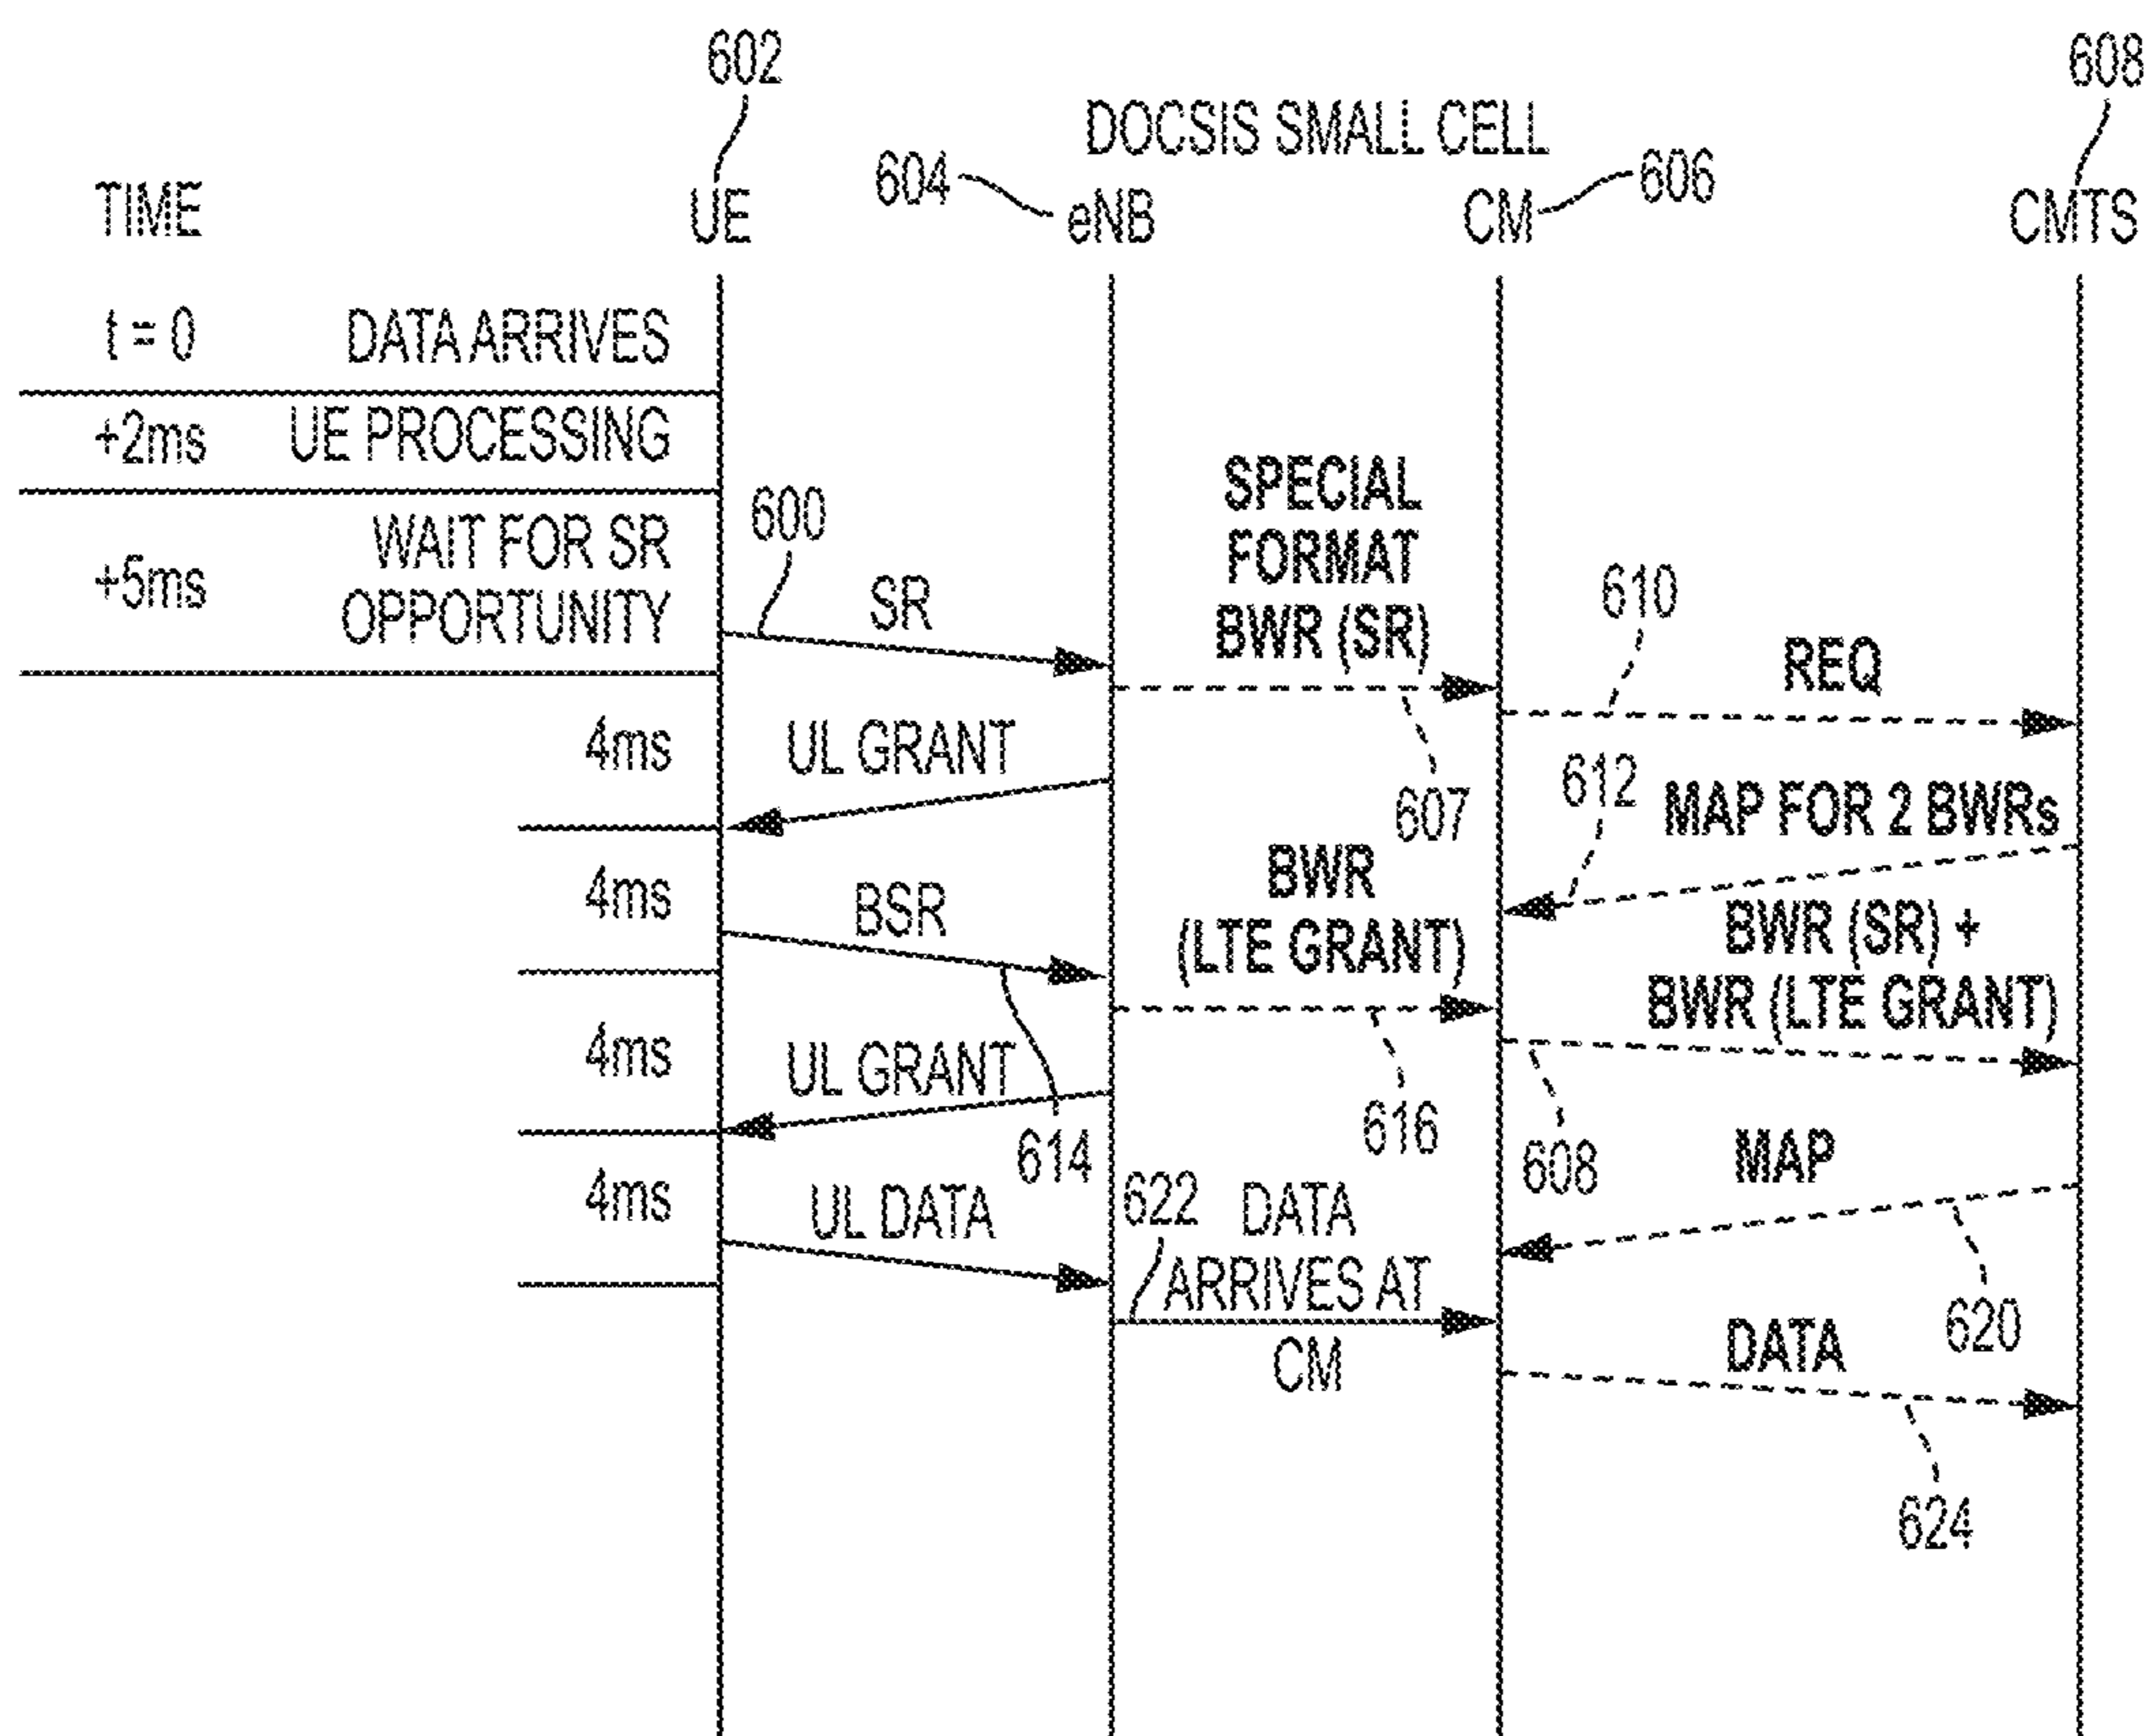 602
608
DOCSIS SMALL CELL
604
606
TIME
UE
eNB
CM
CMTS
t = 0
DATA ARRIVES
+2ms
UE PROCESSING
+5ms
WAIT FOR SR
OPPORTUNITY
600
SR
SPECIAL
FORMAT
BWR (SR)
607
610
REQ
4ms
UL GRANT
612
MAP FOR 2 BWRs
4ms
BSR
614
BWR
(LTE GRANT)
616
BWR (SR) +
BWR (LTE GRANT)
608
4ms
UL GRANT
MAP
620
4ms
UL DATA
622
DATA
ARRIVES AT
CM
DATA
624